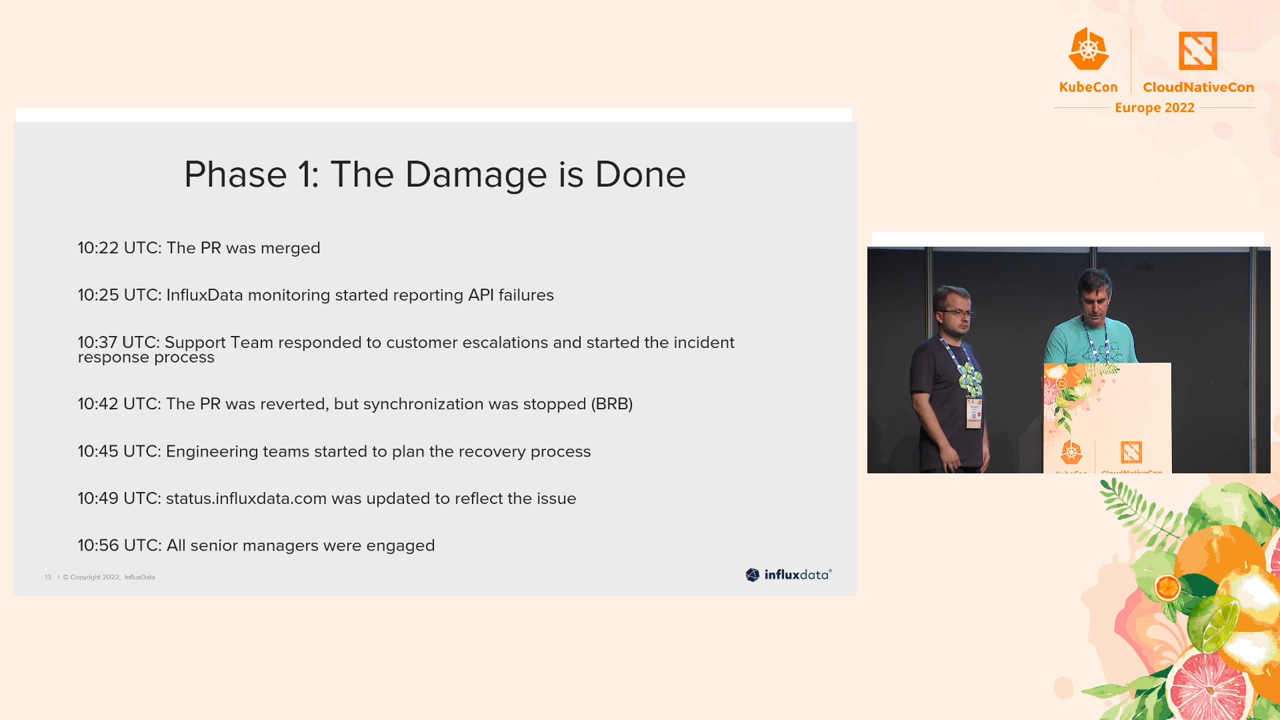 KubeCon
CloudNativeCon
Europe 2022
Phase 1: The Damage is Done
10:22 UTC: The PR was merged
10:25 UTC: InfluxData monitoring started reporting API failures
10:37 UTC: Support Team responded to customer escalations and started the incident
response process
10:42 UTC: The PR was reverted, but synchronization was stopped (BRB)
10:45 UTC: Engineering teams started to plan the recovery process
10:49 UTC: status.influxdata.com was updated to reflect the issue
10:56 UTC: All senior managers were engaged
13 | © Copyright 2022, InfluxData
influxdata®